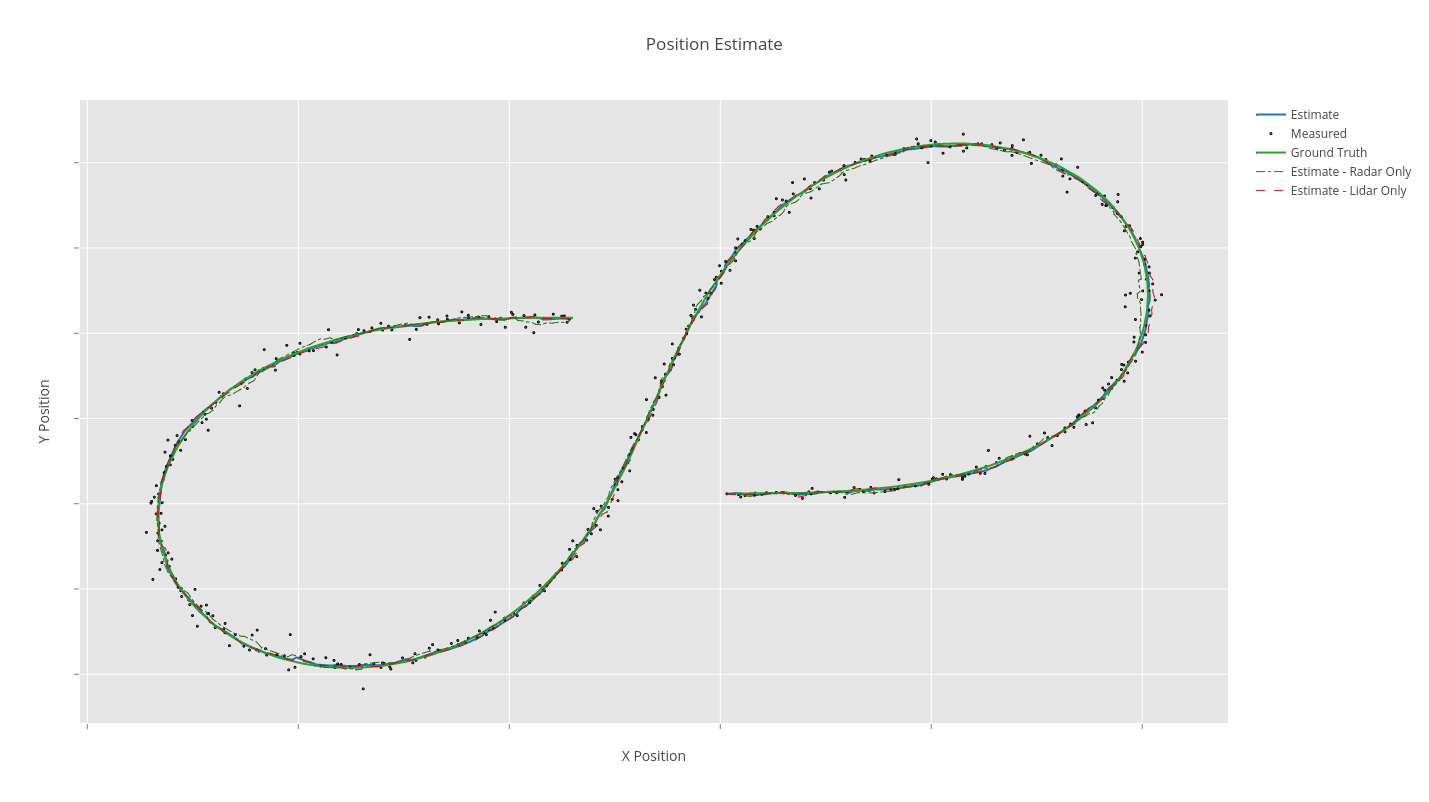 Position Estimate
Estimate
Measured
Ground Truth
Estimate - Radar Only
Estimate - Lidar Only
Y Position
X Position